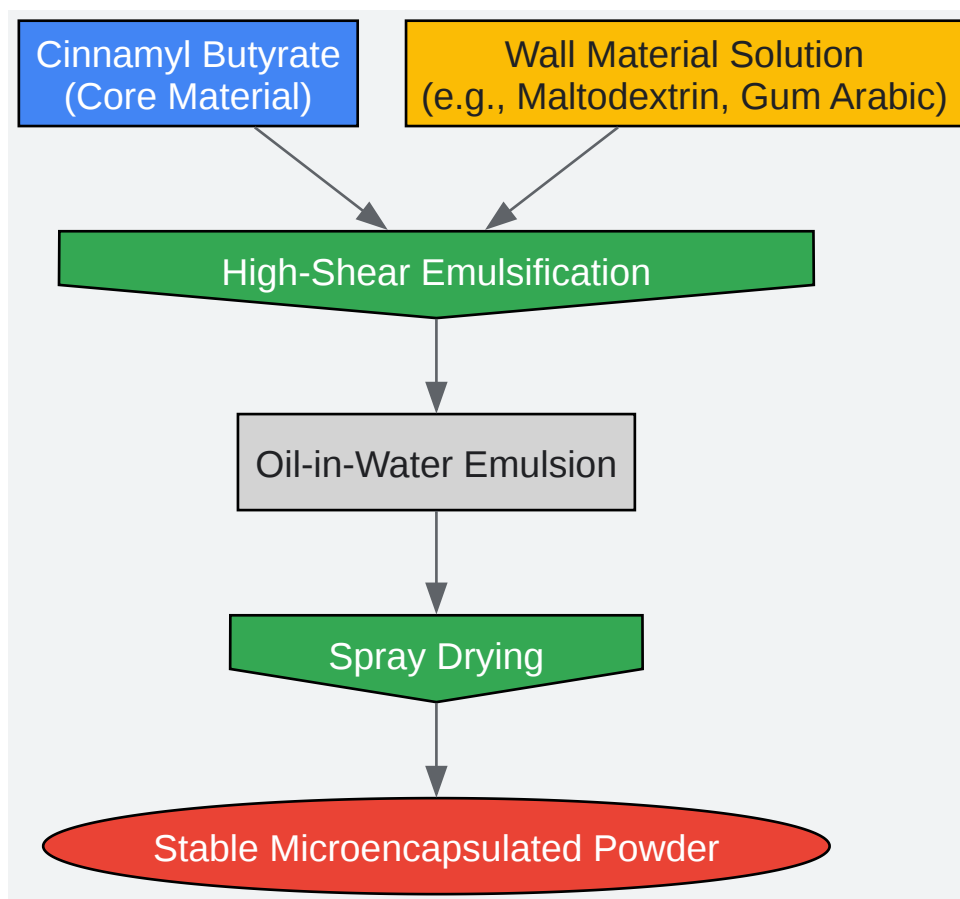 Cinnamyl Butyrate
(Core Material)
Wall Material Solution
(e.g., Maltodextrin, Gum Arabic)
High-Shear Emulsification
Oil-in-Water Emulsion
Spray Drying
Stable Microencapsulated Powder